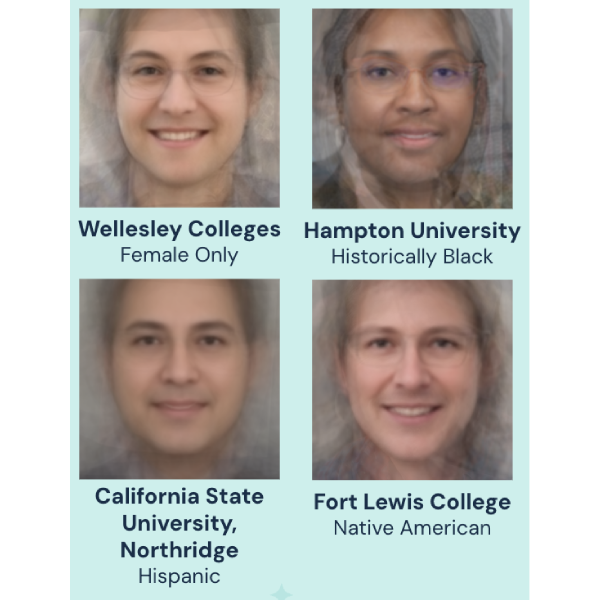 Wellesley Colleges
Female Only
Hampton University
Historically Black
California State
University,
Northridge
Hispanic
Fort Lewis College
Native American